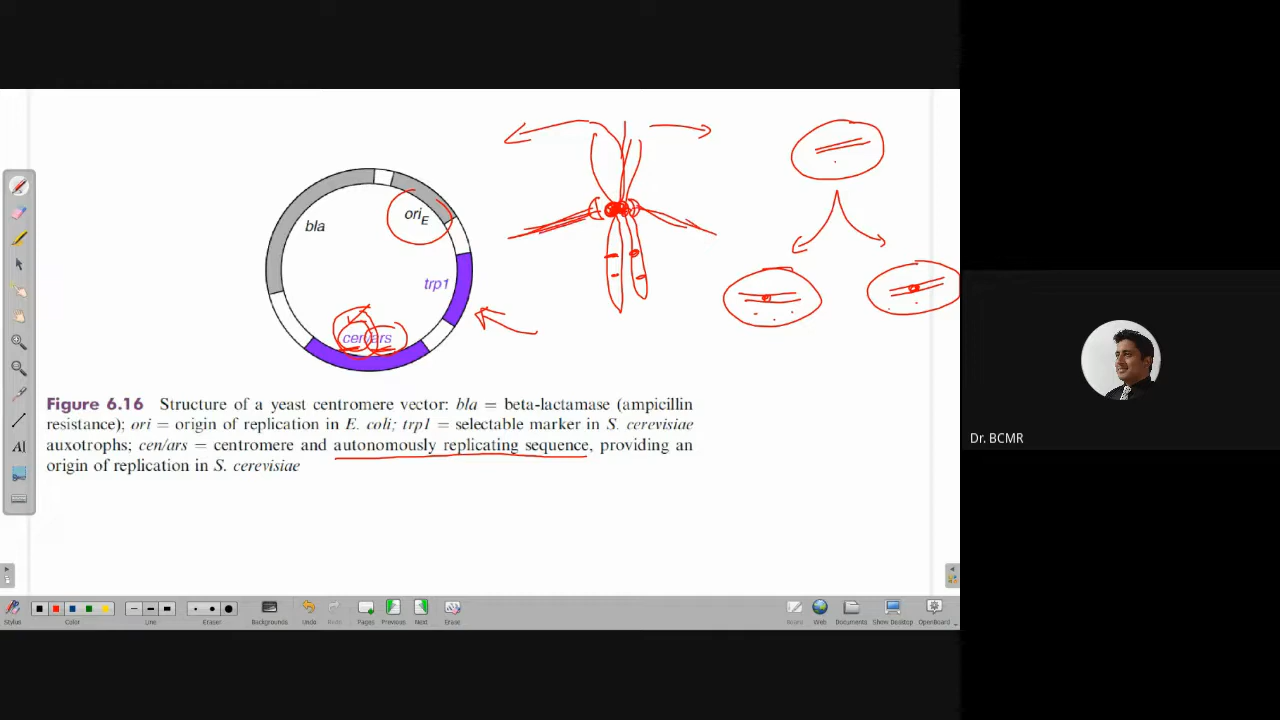 bla
oriE
trp1
cen/ars
Figure 6.16 Structure of a yeast centromere vector: bla = beta-lactamase (ampicillin
resistance); ori = origin of replication in E. coli; trp1 = selectable marker in S. cerevisiae
auxotrophs; cen/ars = centromere and autonomously replicating sequence, providing an
origin of replication in S. cerevisiae
Dr. BCMR
AI
Stylus Color Line Eraser Backgrounds Undo Redo Pages Previous Next Erase Board Web Documents Show Desktop OpenBoard